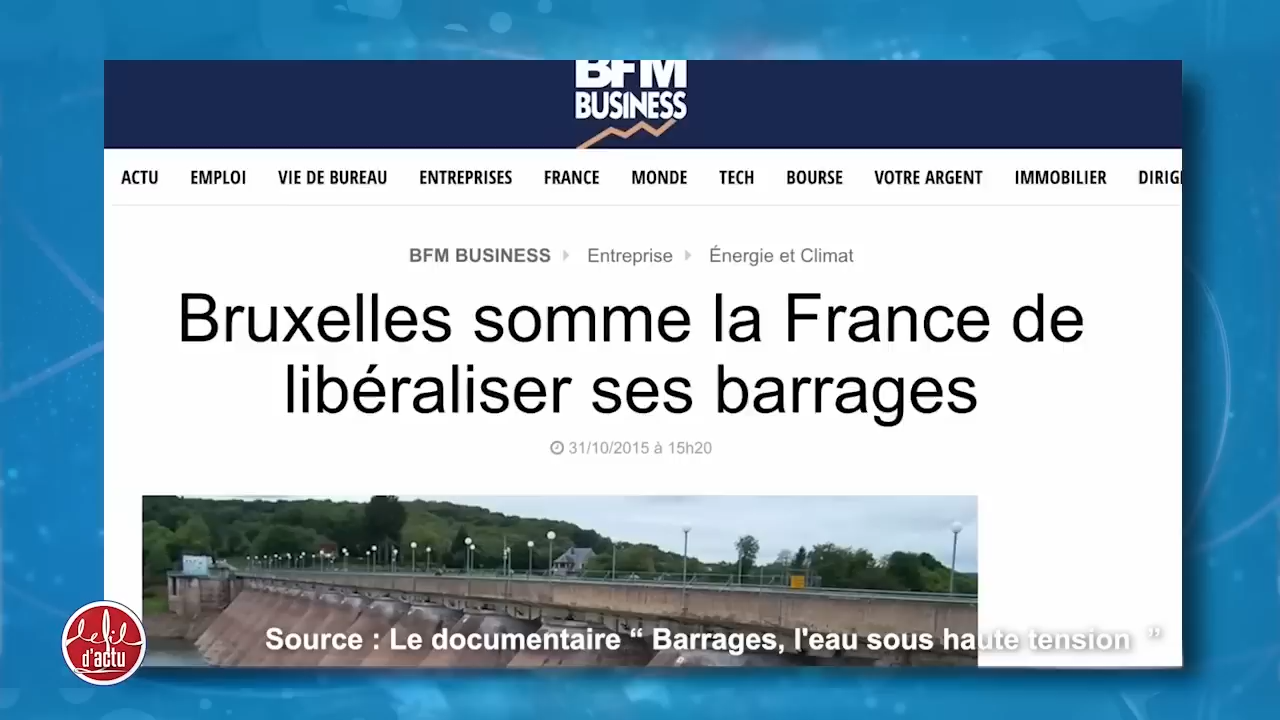 BFM
BUSINESS
ACTU EMPLOI VIE DE BUREAU ENTREPRISES FRANCE MONDE TECH BOURSE VOTRE ARGENT IMMOBILIER DIRIG
BFM BUSINESS Entreprise Énergie et Climat
Bruxelles somme la France de
libéraliser ses barrages
31/10/2015 à 15h20
Source : Le documentaire “ Barrages, l'eau sous haute tension ”
Le fil
d'actu